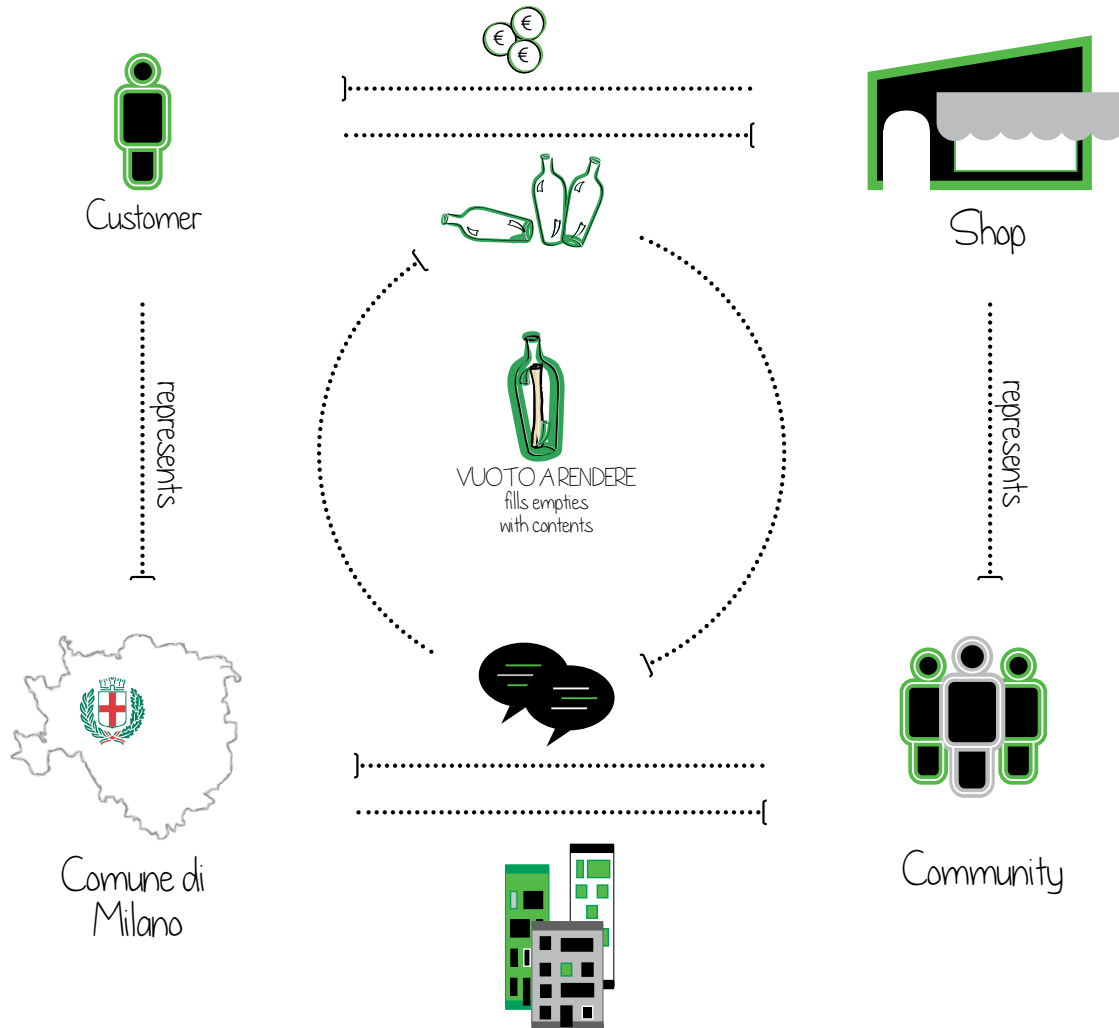 €
€
€
Customer
Shop
represents
represents
VUOTO A RENDERE
fills empties
with contents
Comune di
Milano
Community